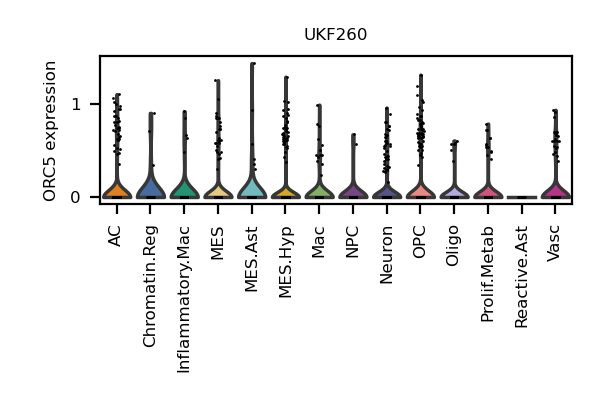 UKF260
ORC5 expression
1
0
AC
Chromatin.Reg
Inflammatory.Mac
MES
MES.Ast
MES.Hyp
Mac
NPC
Neuron
OPC
Oligo
Prolif.Metab
Reactive.Ast
Vasc